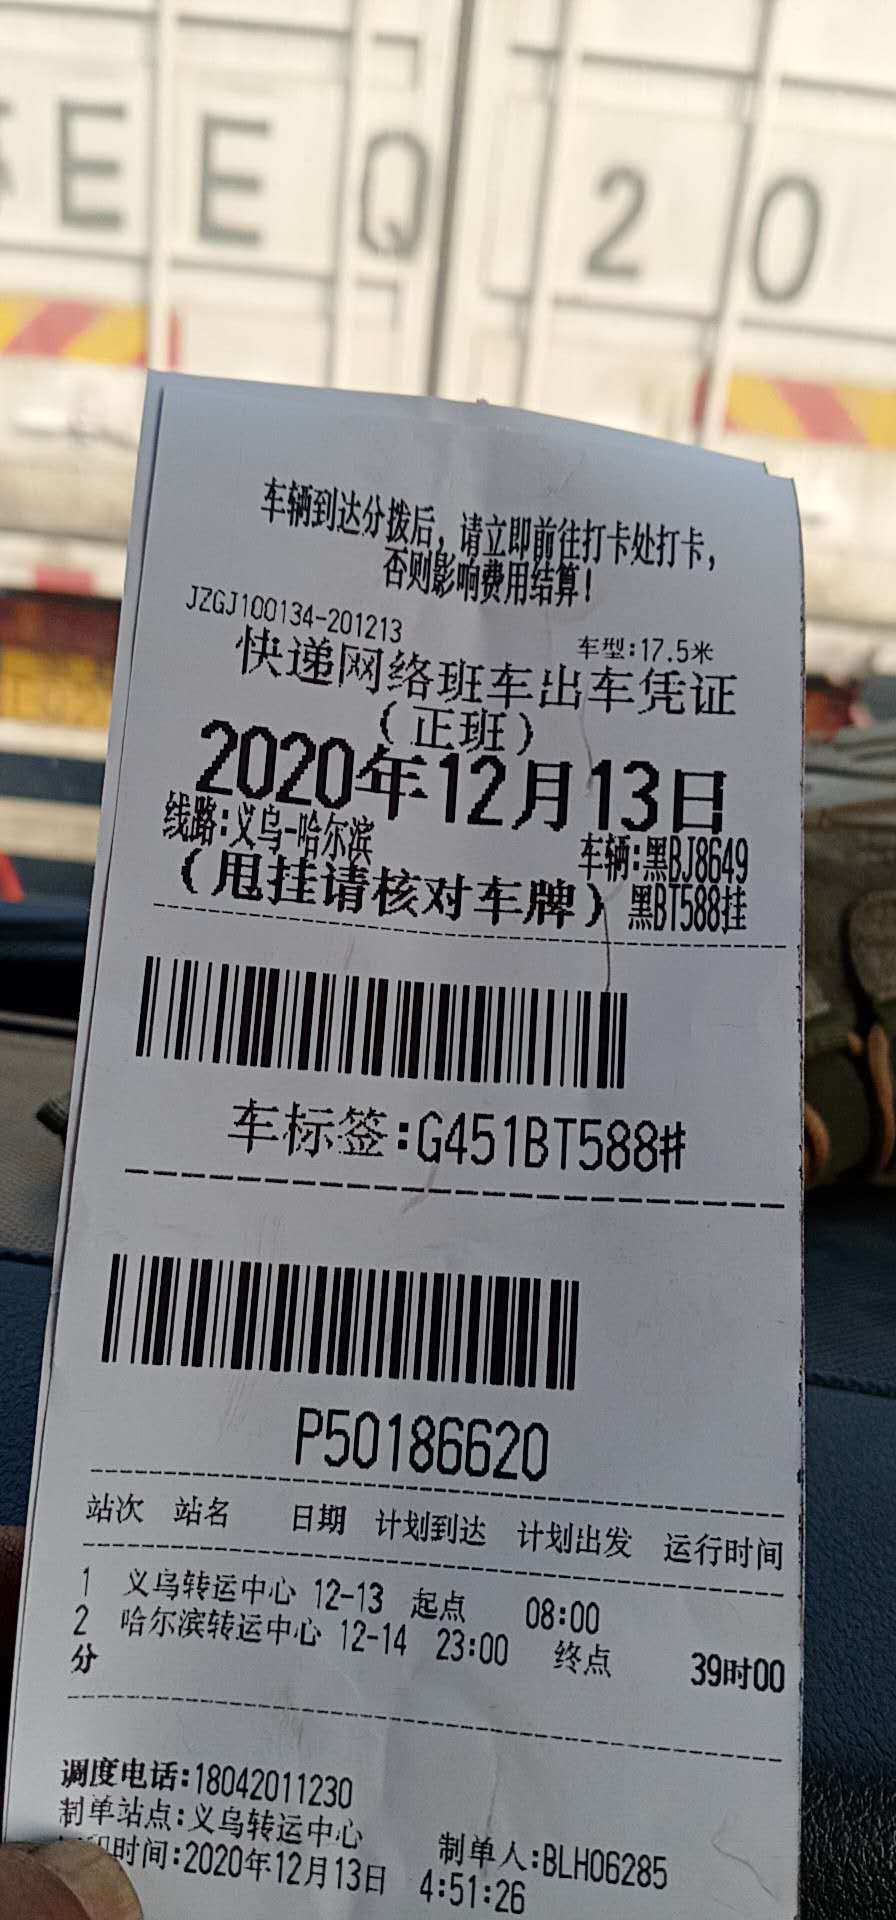 EEQ 20
车辆到达分拨后，请立即前往打卡处打卡，
否则影响费用结算！
JZGJ100134-201213
车型:17.5米
快递网络班车出车凭证
(正班)
2020年12月13日
线路:义乌-哈尔滨
车辆:黑BJ8649
(甩挂请核对车牌)
黑BT588挂
车标签:G451BT588#
P50186620
站次 站名 日期 计划到达 计划出发 运行时间
1 义乌转运中心 12-13 起点 08:00
2 哈尔滨转运中心 12-14 23:00 终点 39时00
分
调度电话:18042011230
制单站点:义乌转运中心
制单人:BLH06285
时间:2020年12月13日 4:51:26